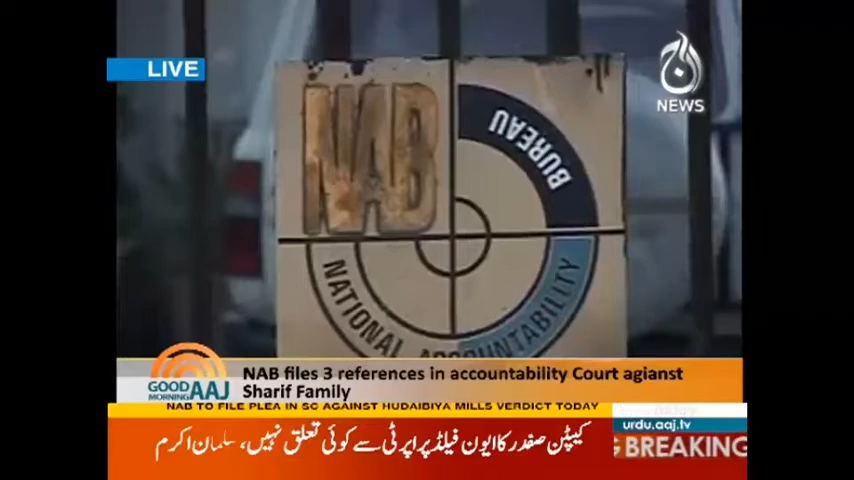 LIVE
NEWS
NAB
BUREAU
NATIONAL ACCOUNTABILITY
GOOD MORNING AAJ
NAB files 3 references in accountability Court agianst
Sharif Family
NAB TO FILE PLEA IN SC AGAINST HUDAIBIYA MILLS VERDICT TODAY
urdu.aaj.tv
کیپٹن صفدر کا ایون فیلڈ پراپرٹی سے کوئی تعلق نہیں، سلمان اکرم
BREAKING